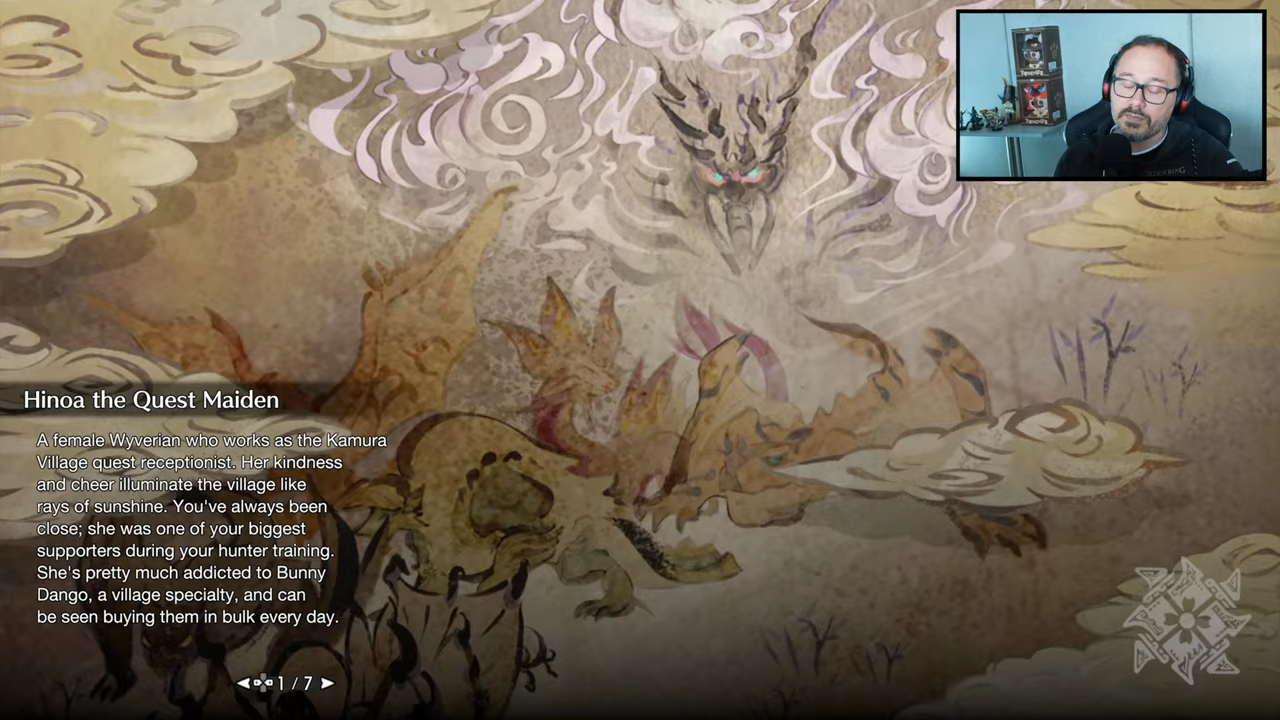 Hinoa the Quest Maiden
A female Wyverian who works as the Kamura
Village quest receptionist. Her kindness
and cheer illuminate the village like
rays of sunshine. You've always been
close; she was one of your biggest
supporters during your hunter training.
She's pretty much addicted to Bunny
Dango, a village specialty, and can
be seen buying them in bulk every day.
1 / 7